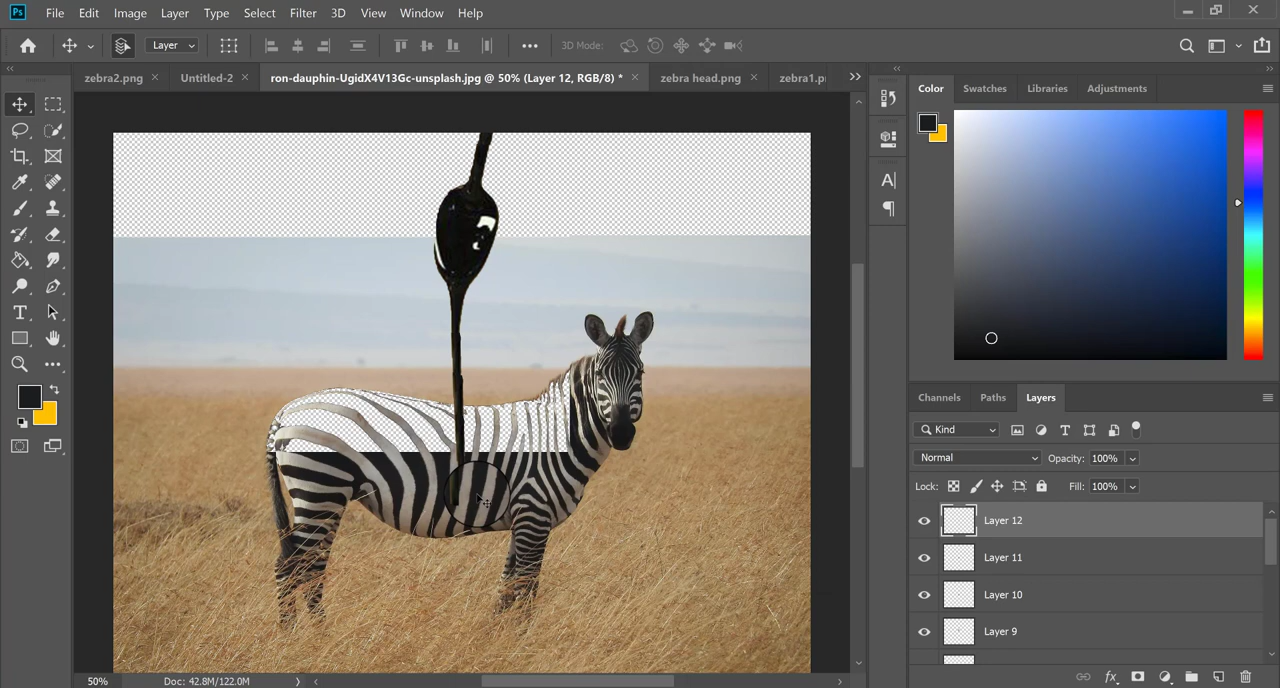 Ps File Edit Image Layer Type Select Filter 3D View Window Help
Layer 3D Mode:
zebra2.png Untitled-2 ron-dauphin-UgidX4V13Gc-unsplash.jpg @ 50% (Layer 12, RGB/8) * zebra head.png zebra1.p
Color Swatches Libraries Adjustments
A
T
Channels Paths Layers
Kind T
Normal Opacity: 100%
Lock: Fill: 100%
Layer 12
Layer 11
Layer 10
Layer 9
fx
50% Doc: 42.8M/122.0M